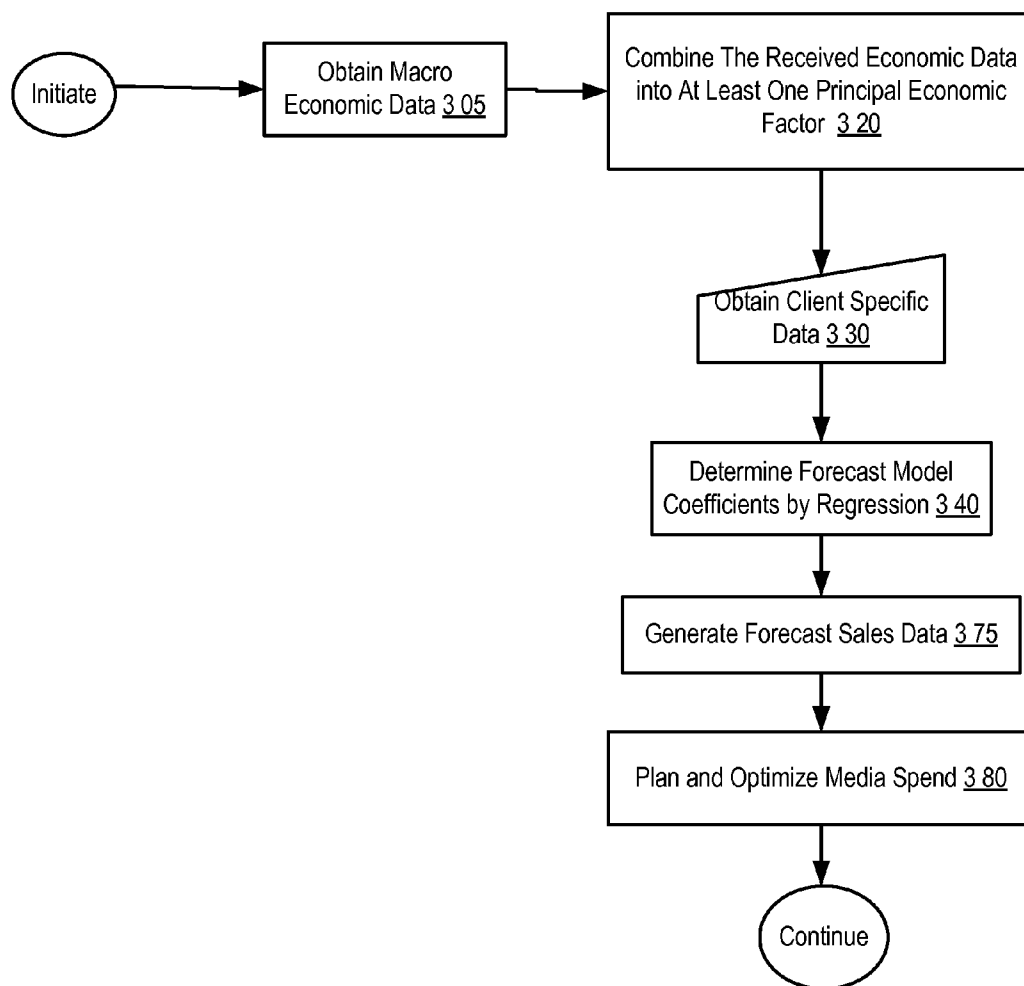 Initiate
Obtain Macro
Economic Data 3 05
Combine The Received Economic Data
into At Least One Principal Economic
Factor 3 20
Obtain Client Specific
Data 3 30
Determine Forecast Model
Coefficients by Regression 3 40
Generate Forecast Sales Data 3 75
Plan and Optimize Media Spend 3 80
Continue